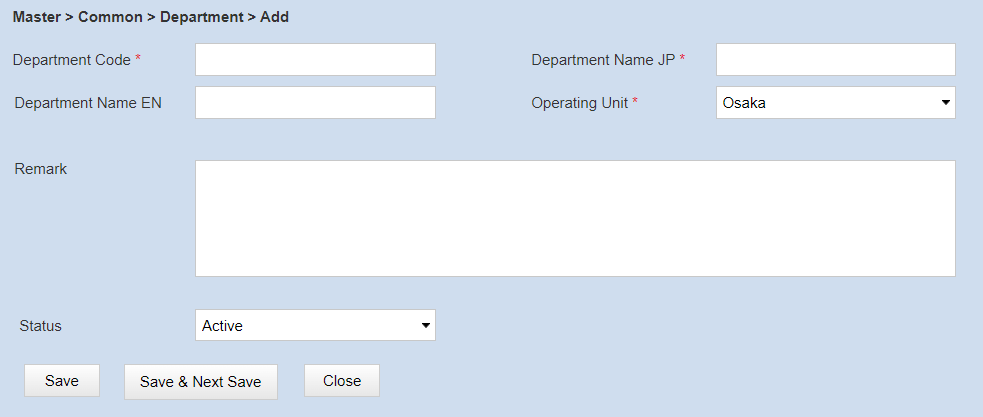 Master > Common > Department > Add
Department Code *
Department Name JP *
Department Name EN
Operating Unit *
Osaka
Remark
Status
Active
Save
Save & Next Save
Close